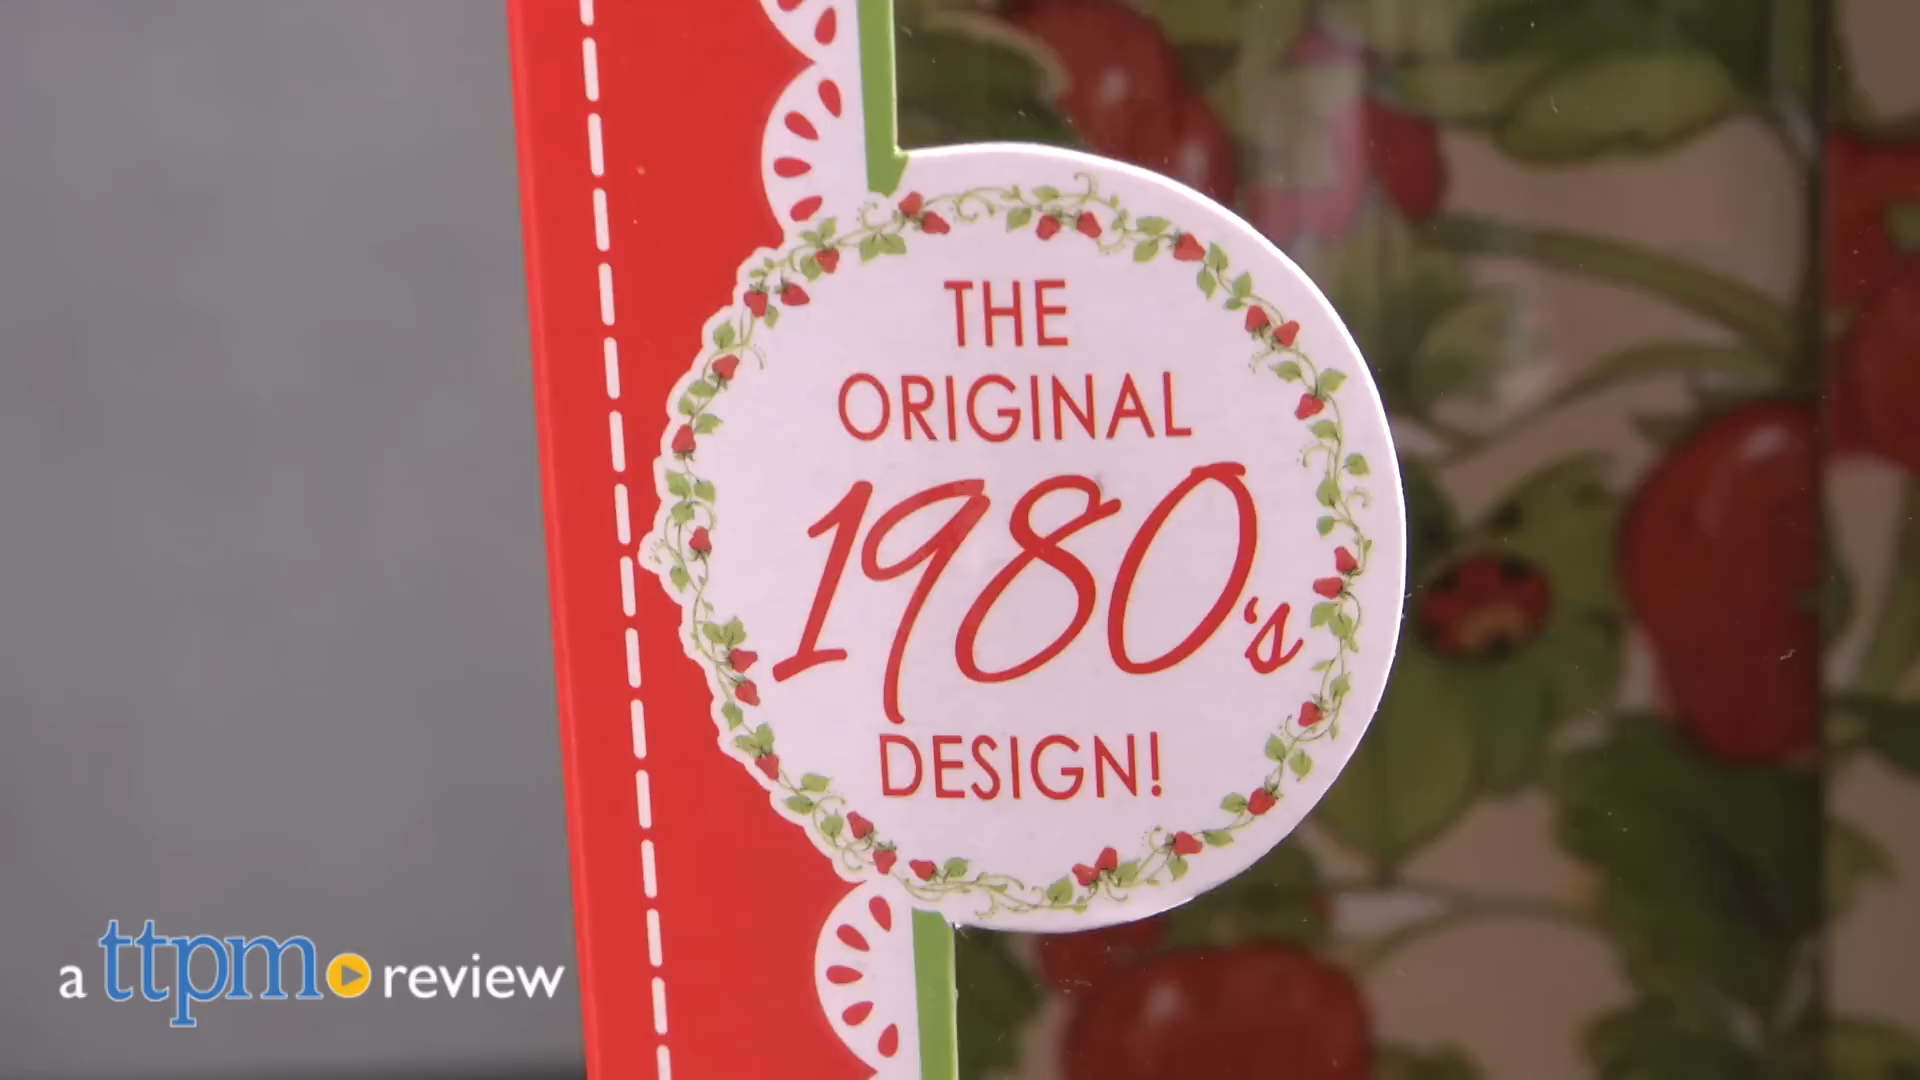 THE
ORIGINAL
1980's
DESIGN!
a ttpm review